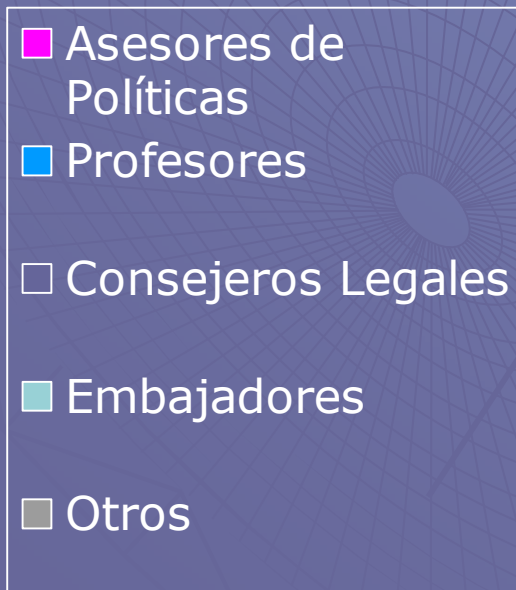 Asesores de
Políticas
Profesores
Consejeros Legales
Embajadores
Otros